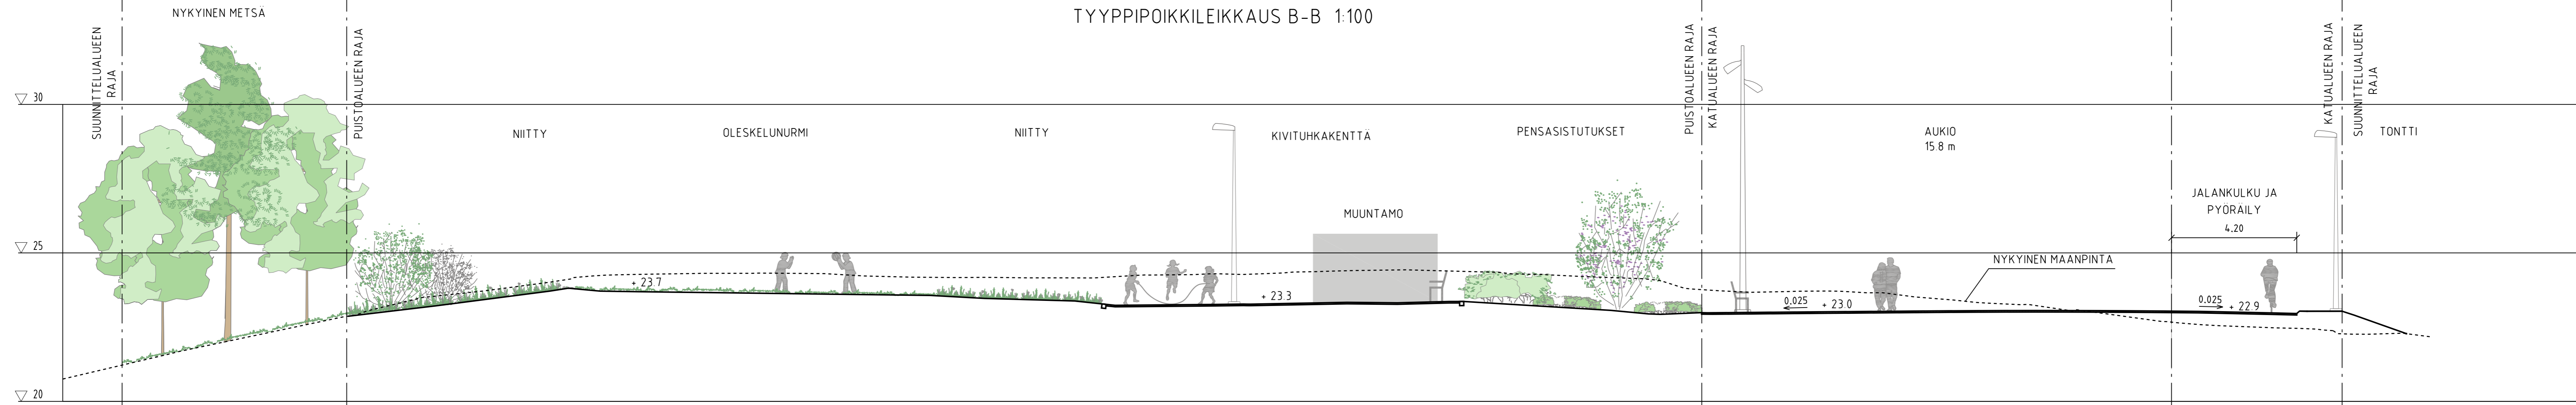 TYYPPIPOIKKILEIKKAUS B-B 1:100
NYKYINEN METSÄ
SUUNNITTELUALUEEN
RAJA
PUISTOALUEEN RAJA
NIITTY
OLESKELUNURMI
NIITTY
KIVITUHKAKENTTÄ
PENSASISTUTUKSET
PUISTOALUEEN RAJA
KATUALUEEN RAJA
AUKIO
15.8 m
KATUALUEEN RAJA
SUUNNITTELUALUEEN
RAJA
TONTTI
30
25
20
MUUNTAMO
JALANKULKU JA
PYÖRÄILY
4.20
NYKYINEN MAANPINTA
+ 23.7
+ 23.3
0.025
+ 23.0
0.025
+ 22.9